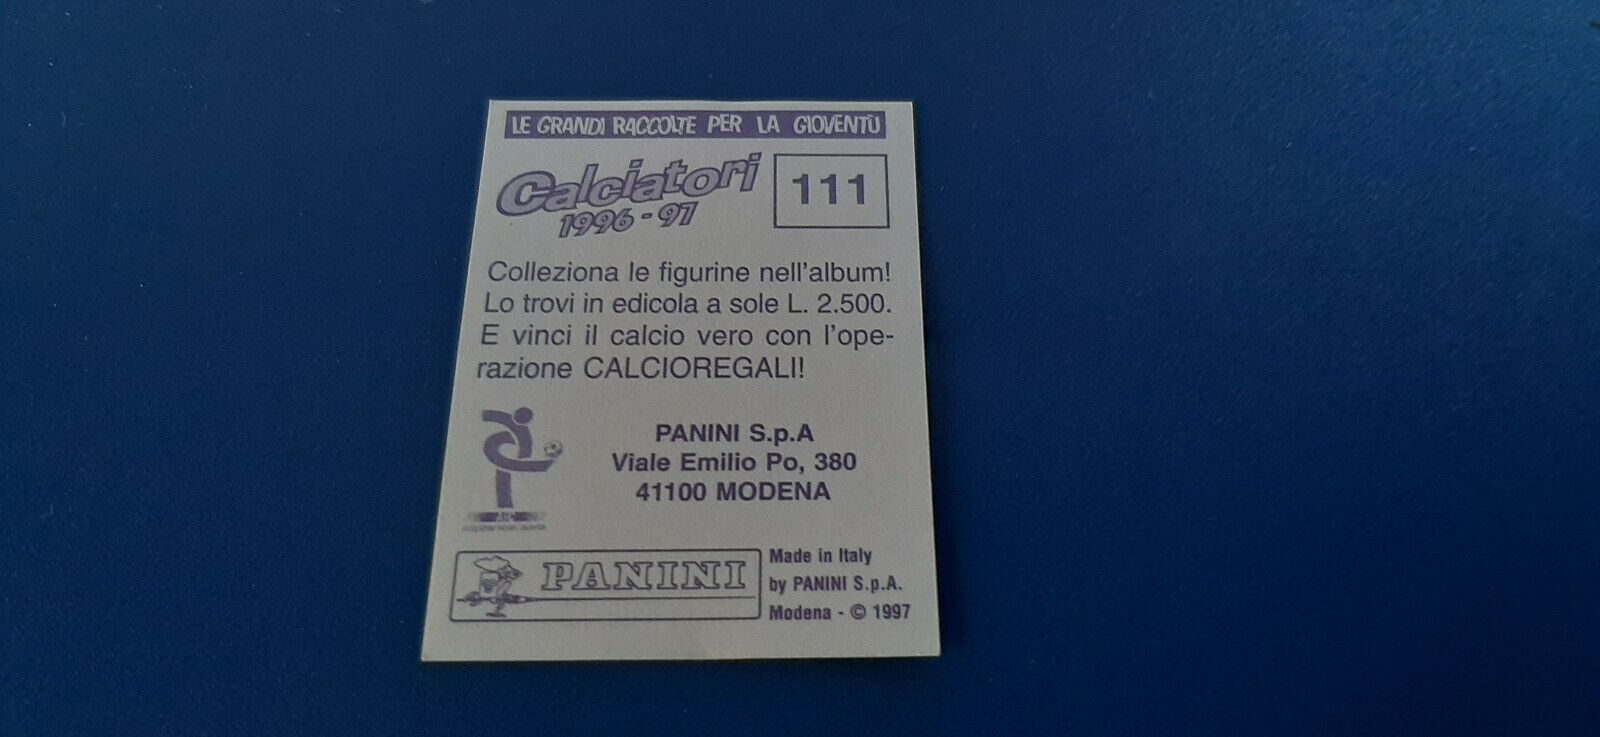 LE GRANDI RACCOLTE PER LA GIOVENTÙ
Calciatori
1996-97
111
Colleziona le figurine nell'album!
Lo trovi in edicola a sole L. 2.500.
E vinci il calcio vero con l'ope-
razione CALCIOREGALI!
PANINI S.p.A
Viale Emilio Po, 380
41100 MODENA
PANINI
Made in Italy
by PANINI S.p.A.
Modena - © 1997